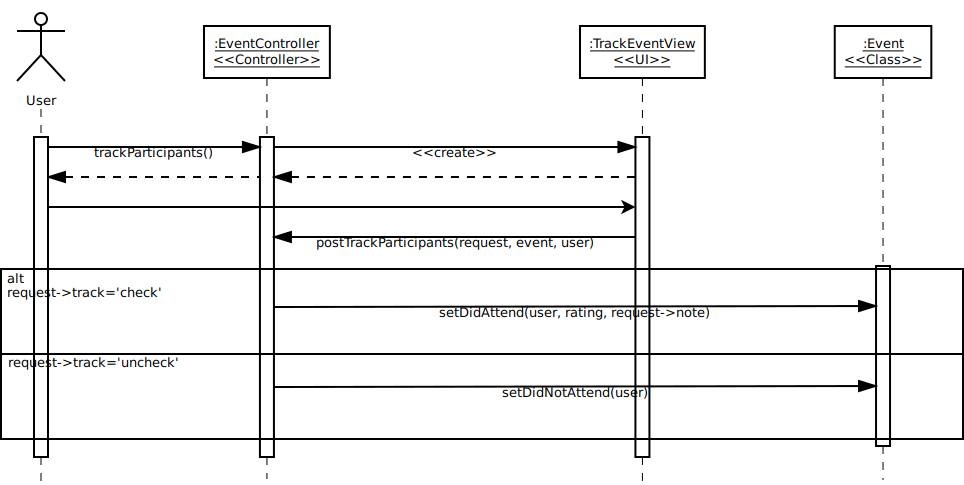 :EventController
<<Controller>>
:TrackEventView
<<UI>>
:Event
<<Class>>
User
trackParticipants()
<<create>>
postTrackParticipants(request, event, user)
alt
request->track='check'
setDidAttend(user, rating, request->note)
request->track='uncheck'
setDidNotAttend(user)